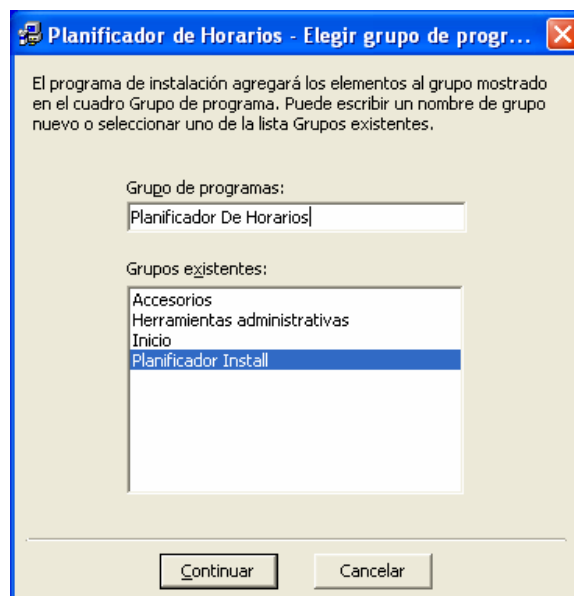 Planificador de Horarios - Elegir grupo de progr...
El programa de instalación agregará los elementos al grupo mostrado
en el cuadro Grupo de programa. Puede escribir un nombre de grupo
nuevo o seleccionar uno de la lista Grupos existentes.
Grupo de programas:
Planificador De Horarios
Grupos existentes:
Accesorios
Herramientas administrativas
Inicio
Planificador Install
Continuar
Cancelar